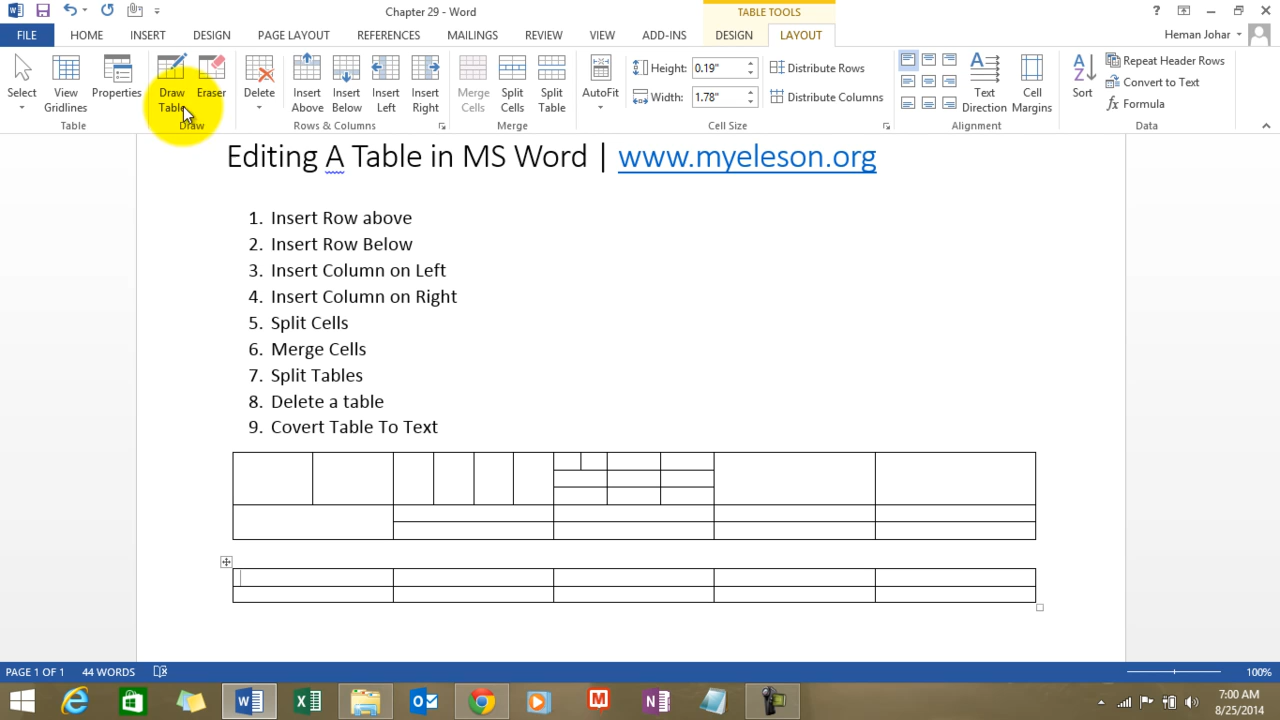 Chapter 29 - Word
TABLE TOOLS
?
FILE HOME INSERT DESIGN PAGE LAYOUT REFERENCES MAILINGS REVIEW VIEW ADD-INS DESIGN LAYOUT Heman Johar
Select View Gridlines Properties
Table
Draw Table Eraser
Draw
Delete Insert Above Insert Below Insert Left Insert Right
Rows & Columns
Merge Cells Split Cells Split Table
Merge
AutoFit
Height: 0.19" Distribute Rows
Width: 1.78" Distribute Columns
Cell Size
Text Direction Cell Margins
Alignment
Sort Repeat Header Rows
Convert to Text
Formula
Data
Editing A Table in MS Word | www.myeleson.org
1. Insert Row above
2. Insert Row Below
3. Insert Column on Left
4. Insert Column on Right
5. Split Cells
6. Merge Cells
7. Split Tables
8. Delete a table
9. Covert Table To Text
PAGE 1 OF 1 44 WORDS 100%
7:00 AM
8/25/2014